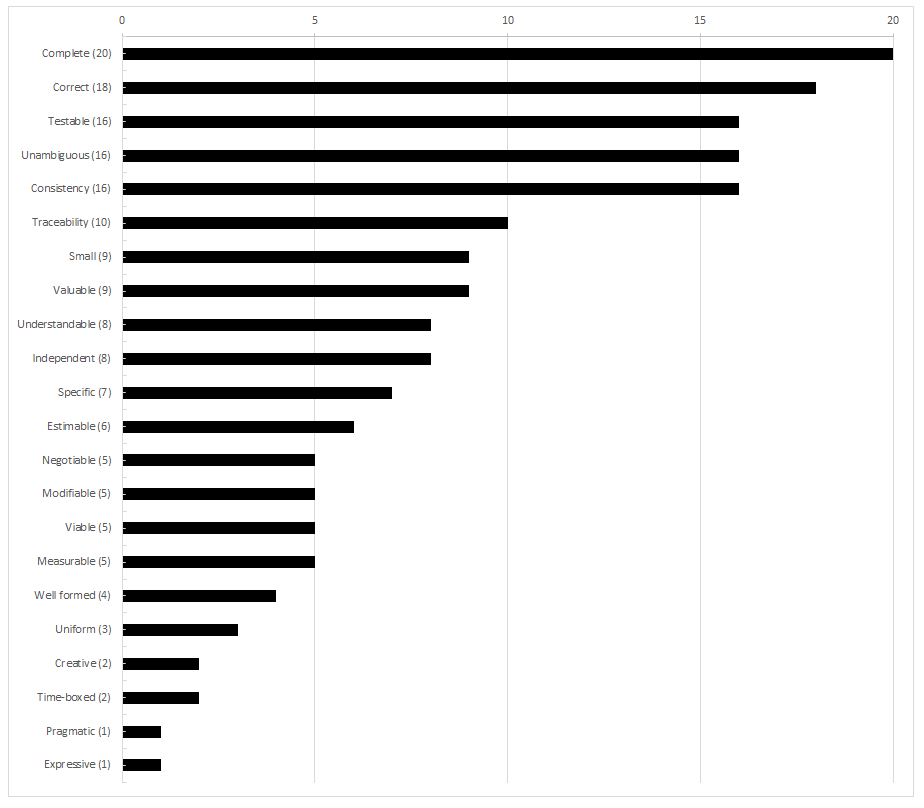 0 5 10 15 20
Complete (20)
Correct (18)
Testable (16)
Unambiguous (16)
Consistency (16)
Traceability (10)
Small (9)
Valuable (9)
Understandable (8)
Independent (8)
Specific (7)
Estimable (6)
Negotiable (5)
Modifiable (5)
Viable (5)
Measurable (5)
Well formed (4)
Uniform (3)
Creative (2)
Time-boxed (2)
Pragmatic (1)
Expressive (1)